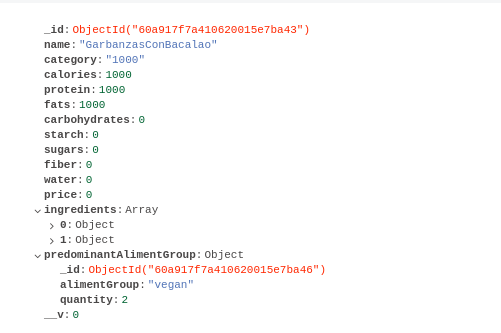 _id: ObjectId("60a917f7a410620015e7ba43")
name: "GarbanzasConBacalao"
category: "1000"
calories: 1000
protein: 1000
fats: 1000
carbohydrates: 0
starch: 0
sugars: 0
fiber: 0
water: 0
price: 0
ingredients: Array
0: Object
1: Object
predominantAlimentGroup: Object
_id: ObjectId("60a917f7a410620015e7ba46")
alimentGroup: "vegan"
quantity: 2
__v: 0